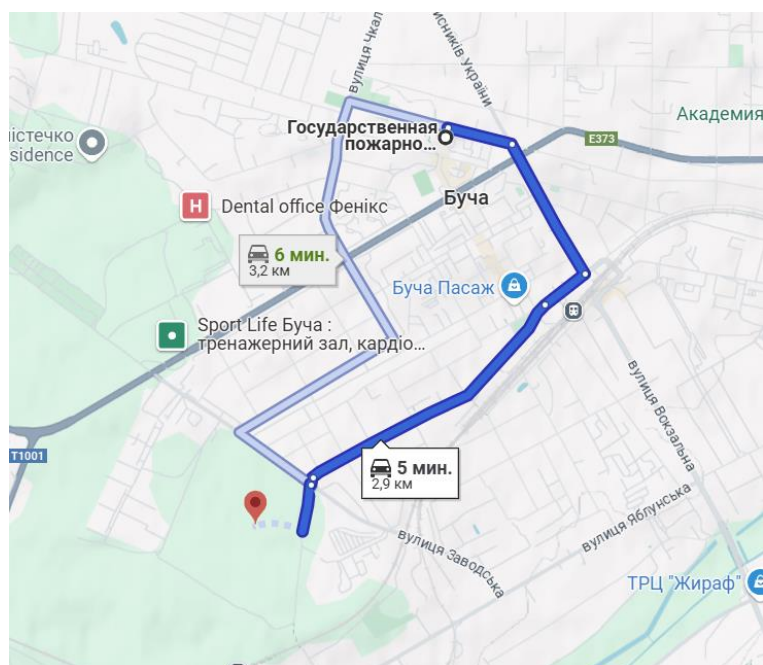 вулиця Чкал
исників України
Академия
E373
Государственная
пожарно...
істечко
sidence
Dental office Фенікс
Буча
6 мин.
3,2 км
Буча Пасаж
Sport Life Буча :
тренажерний зал, кардіо...
вулиця Вокзальна
T1001
5 мин.
2,9 км
вулиця Яблунська
вулиця Заводська
ТРЦ "Жираф"